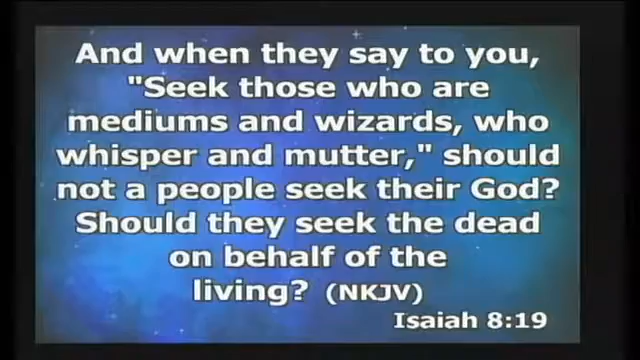 And when they say to you,
"Seek those who are
mediums and wizards, who
whisper and mutter," should
not a people seek their God?
Should they seek the dead
on behalf of the
living? (NKJV)
Isaiah 8:19